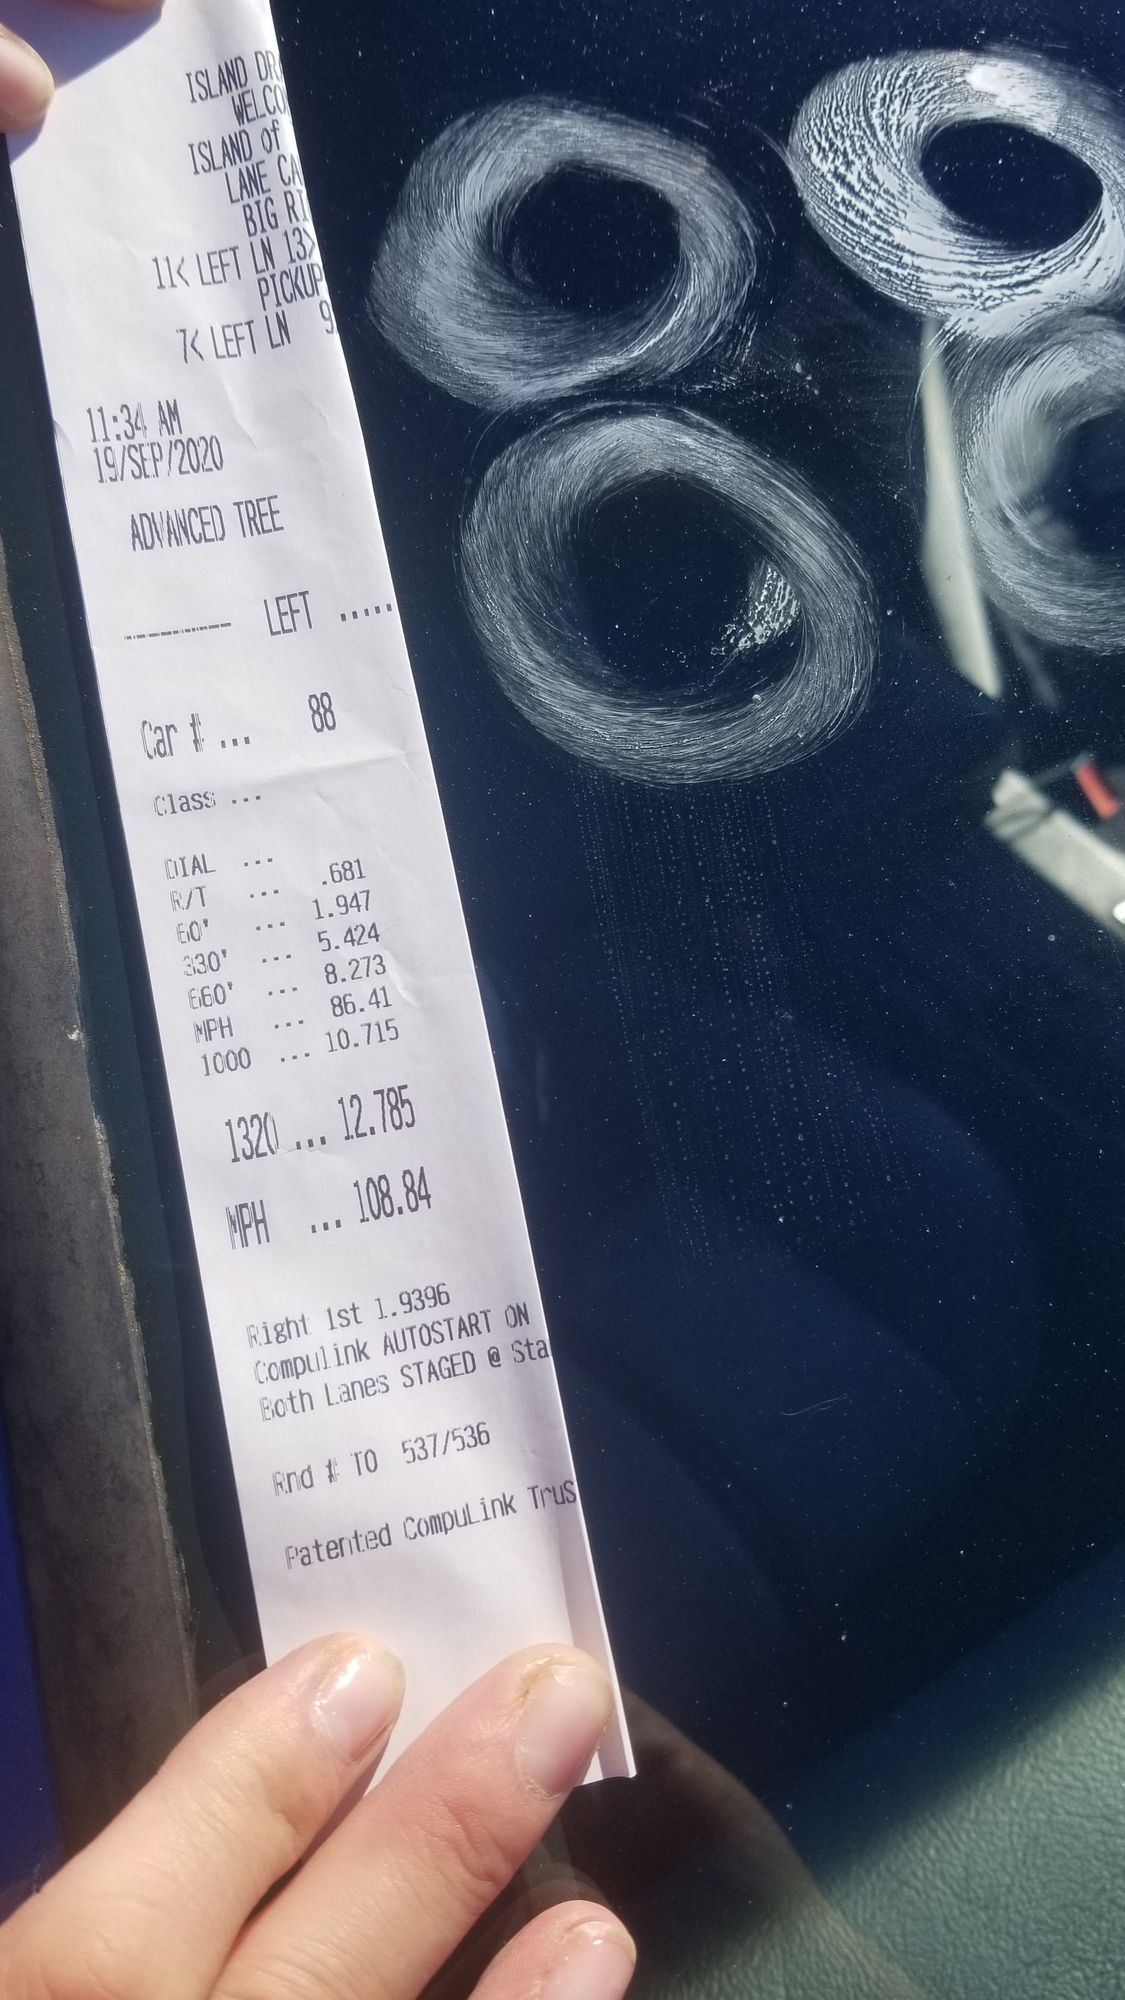 ISLAND DRA
WELCO
ISLAND of
LANE CA
BIG RI
11< LEFT LN 13>
PICKUP
7< LEFT LN 9
11:34 AM
19/SEP/2020
ADVANCED TREE
---------- LEFT .....
Car # ... 88
Class ...
DIAL ...
R/T ... .681
60' ... 1.947
330' ... 5.424
660' ... 8.273
MPH ... 86.41
1000 ... 10.715
1320 ... 12.785
MPH ... 108.84
Right 1st 1.9396
Compulink AUTOSTART ON
Both Lanes STAGED @ Sta
Rnd # TO 537/536
Patented CompuLink TruS